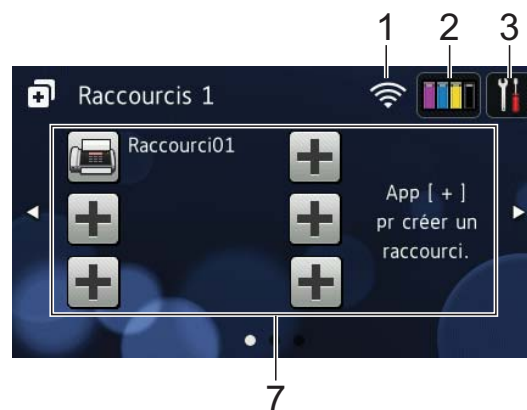 1 2 3
Raccourcis 1
Raccourci01
App [ + ]
pr créer un
raccourci.
7